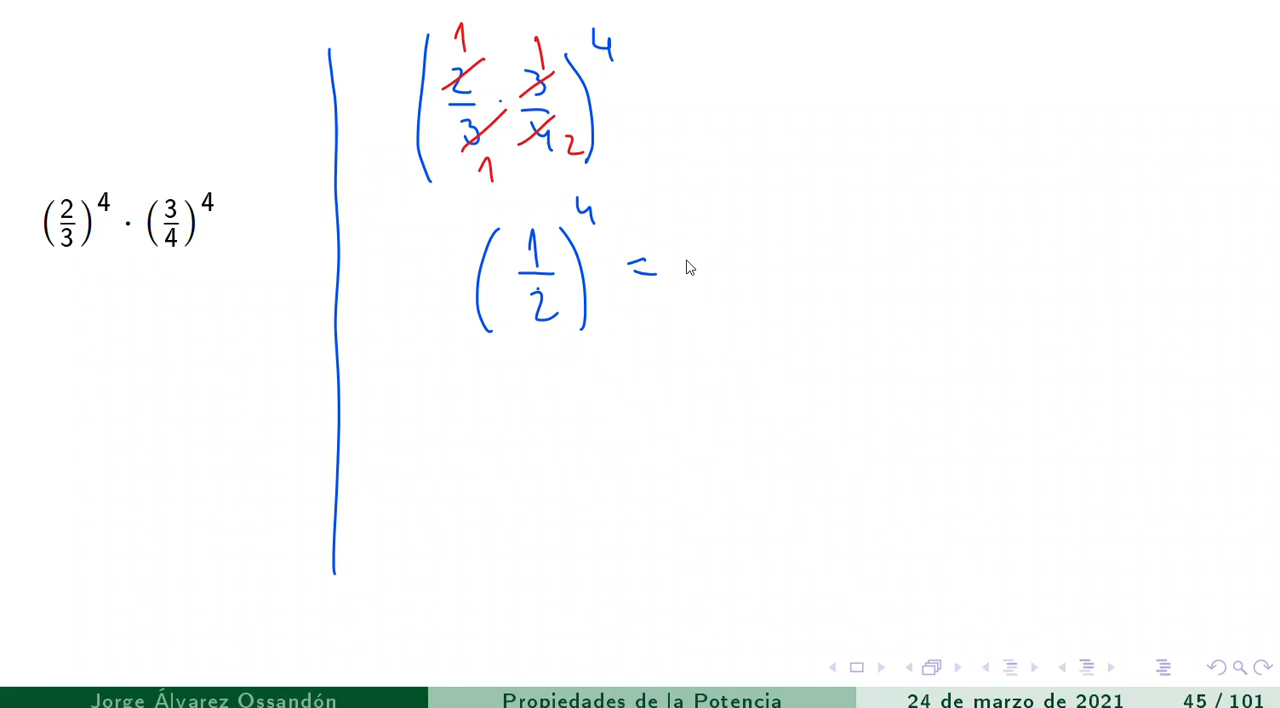 (2/3)^4 · (3/4)^4
1 1
(2/3 · 3/4)^4
1 2
(1/2)^4 =
Jorge Álvarez Ossandón Propiedades de la Potencia 24 de marzo de 2021 45 / 101